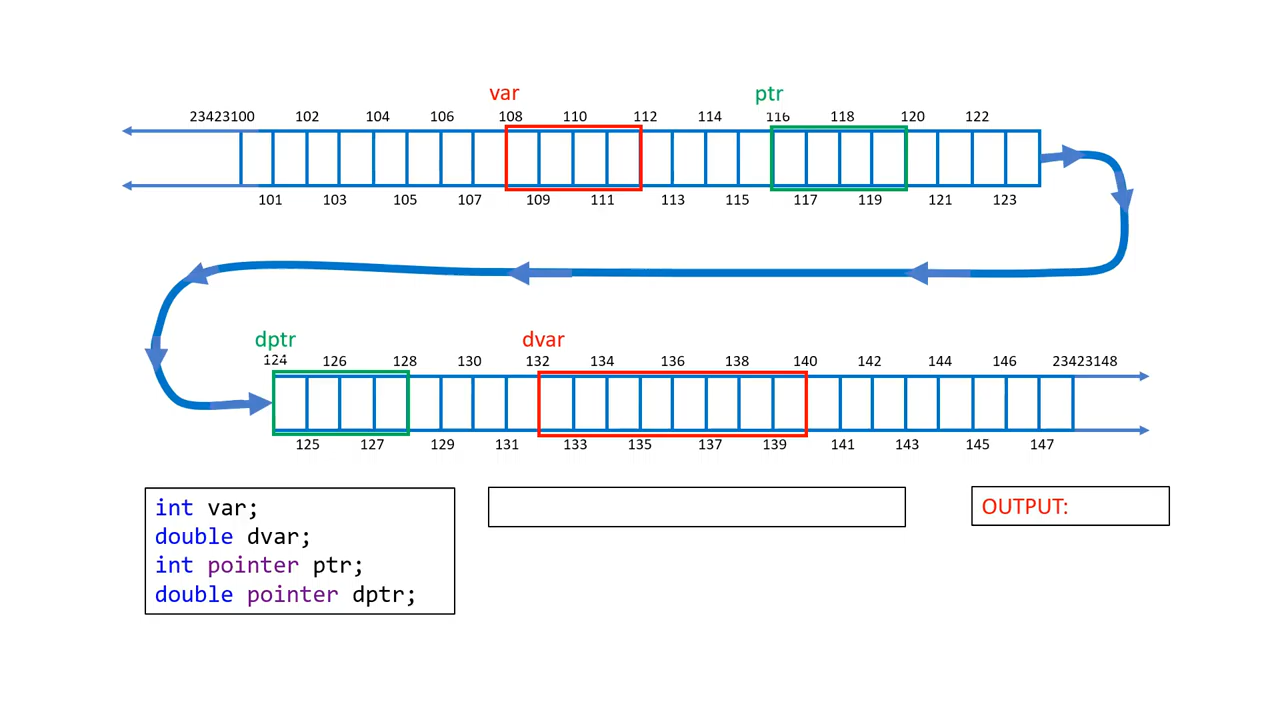 var ptr
23423100 102 104 106 108 110 112 114 116 118 120 122
101 103 105 107 109 111 113 115 117 119 121 123
dptr dvar
124 126 128 130 132 134 136 138 140 142 144 146 23423148
125 127 129 131 133 135 137 139 141 143 145 147
int var;
double dvar;
int pointer ptr;
double pointer dptr;
OUTPUT: